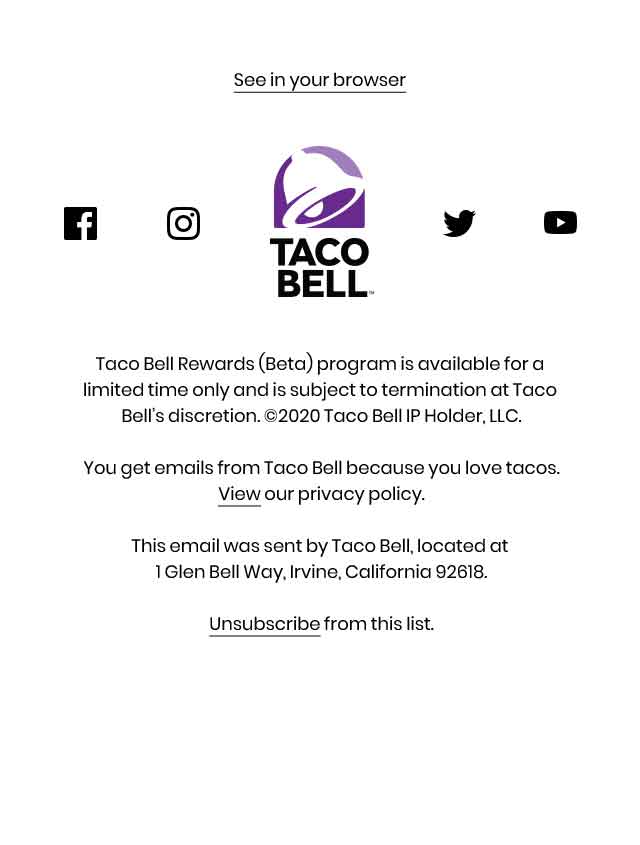 See in your browser
TACO
BELL™
Taco Bell Rewards (Beta) program is available for a
limited time only and is subject to termination at Taco
Bell's discretion. ©2020 Taco Bell IP Holder, LLC.
You get emails from Taco Bell because you love tacos.
View our privacy policy.
This email was sent by Taco Bell, located at
1 Glen Bell Way, Irvine, California 92618.
Unsubscribe from this list.